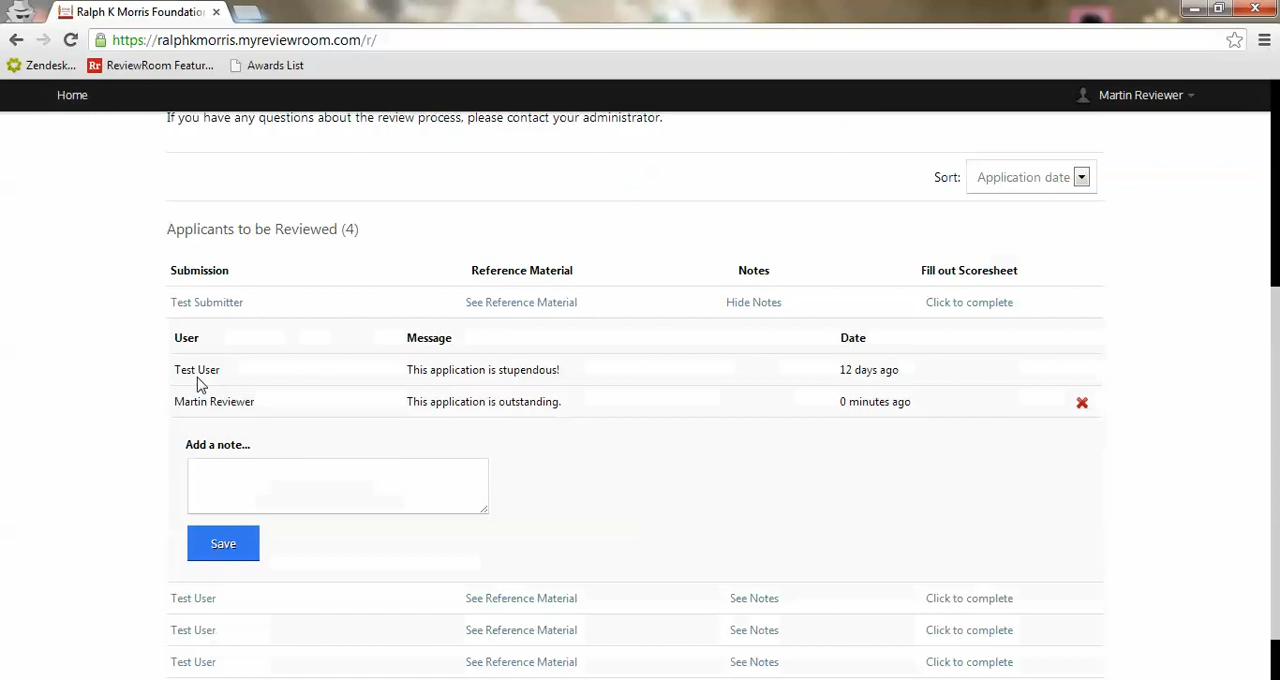 Ralph K Morris Foundation
https://ralphkmorris.myreviewroom.com/r/
Zendesk... ReviewRoom Featur... Awards List
Home Martin Reviewer
If you have any questions about the review process, please contact your administrator.
Sort: Application date
Applicants to be Reviewed (4)
Submission Reference Material Notes Fill out Scoresheet
Test Submitter See Reference Material Hide Notes Click to complete
User Message Date
Test User This application is stupendous! 12 days ago
Martin Reviewer This application is outstanding. 0 minutes ago
Add a note...
Save
Test User See Reference Material See Notes Click to complete
Test User See Reference Material See Notes Click to complete
Test User See Reference Material See Notes Click to complete